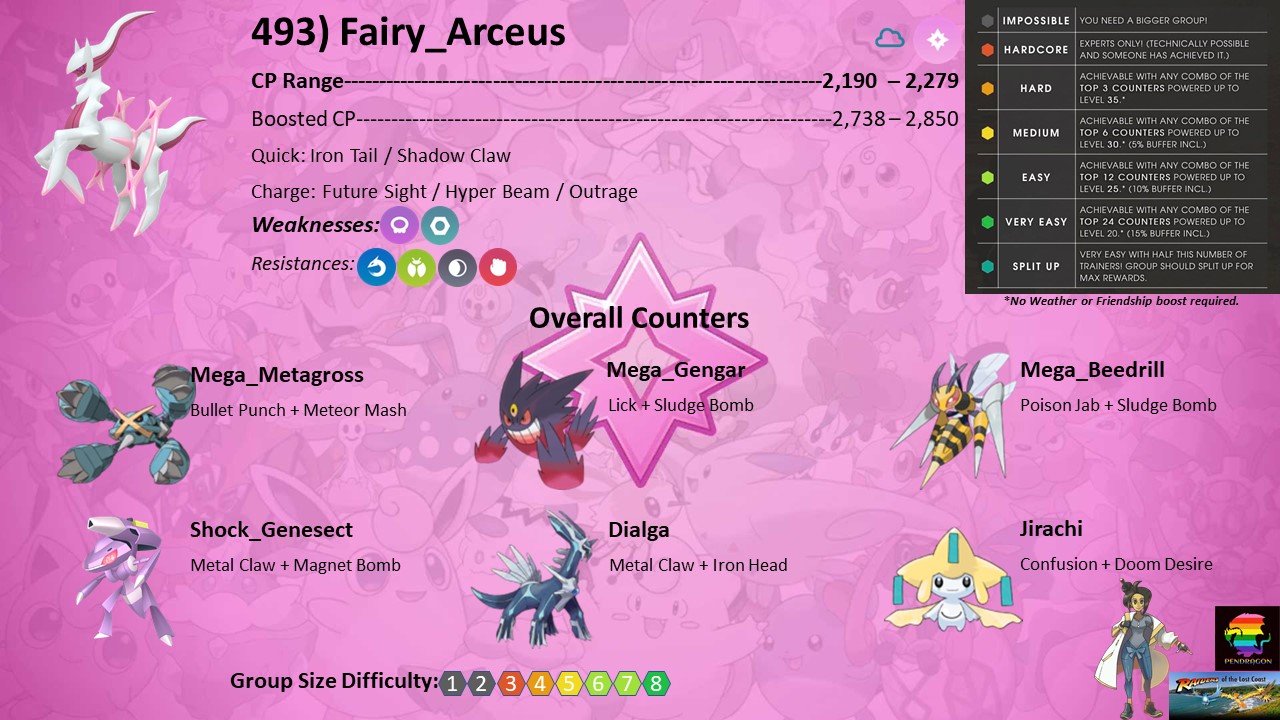 493) Fairy_Arceus
CP Range--------------------------------------------------------------------2,190 – 2,279
Boosted CP--------------------------------------------------------------------2,738 – 2,850
Quick: Iron Tail / Shadow Claw
Charge: Future Sight / Hyper Beam / Outrage
Weaknesses:
Resistances:
IMPOSSIBLE YOU NEED A BIGGER GROUP!
HARDCORE EXPERTS ONLY! (TECHNICALLY POSSIBLE
AND SOMEONE HAS ACHIEVED IT.)
HARD ACHIEVABLE WITH ANY COMBO OF THE
TOP 3 COUNTERS POWERED UP TO
LEVEL 35.*
MEDIUM ACHIEVABLE WITH ANY COMBO OF THE
TOP 6 COUNTERS POWERED UP TO
LEVEL 30.* (5% BUFFER INCL.)
EASY ACHIEVABLE WITH ANY COMBO OF THE
TOP 12 COUNTERS POWERED UP TO
LEVEL 25.* (10% BUFFER INCL.)
VERY EASY ACHIEVABLE WITH ANY COMBO OF THE
TOP 24 COUNTERS POWERED UP TO
LEVEL 20.* (15% BUFFER INCL.)
SPLIT UP VERY EASY WITH HALF THIS NUMBER OF
TRAINERS! GROUP SHOULD SPLIT UP FOR
MAX REWARDS.
*No Weather or Friendship boost required.
Overall Counters
Mega_Metagross
Bullet Punch + Meteor Mash
Mega_Gengar
Lick + Sludge Bomb
Mega_Beedrill
Poison Jab + Sludge Bomb
Shock_Genesect
Metal Claw + Magnet Bomb
Dialga
Metal Claw + Iron Head
Jirachi
Confusion + Doom Desire
Group Size Difficulty: 1 2 3 4 5 6 7 8
PENDRAGON
RAIDERS of the Lost Coast